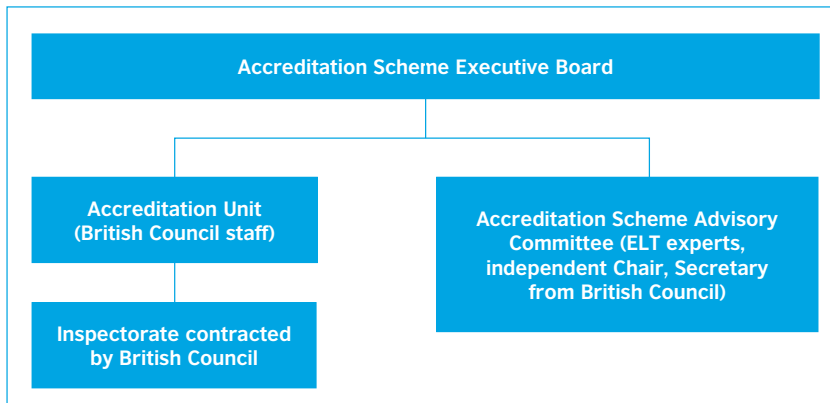 Accreditation Scheme Executive Board
Accreditation Unit
(British Council staff)
Accreditation Scheme Advisory
Committee (ELT experts,
independent Chair, Secretary
from British Council)
Inspectorate contracted
by British Council